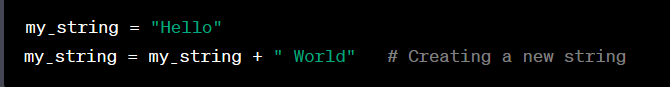 my_string = "Hello"
my_string = my_string + " World"   # Creating a new string